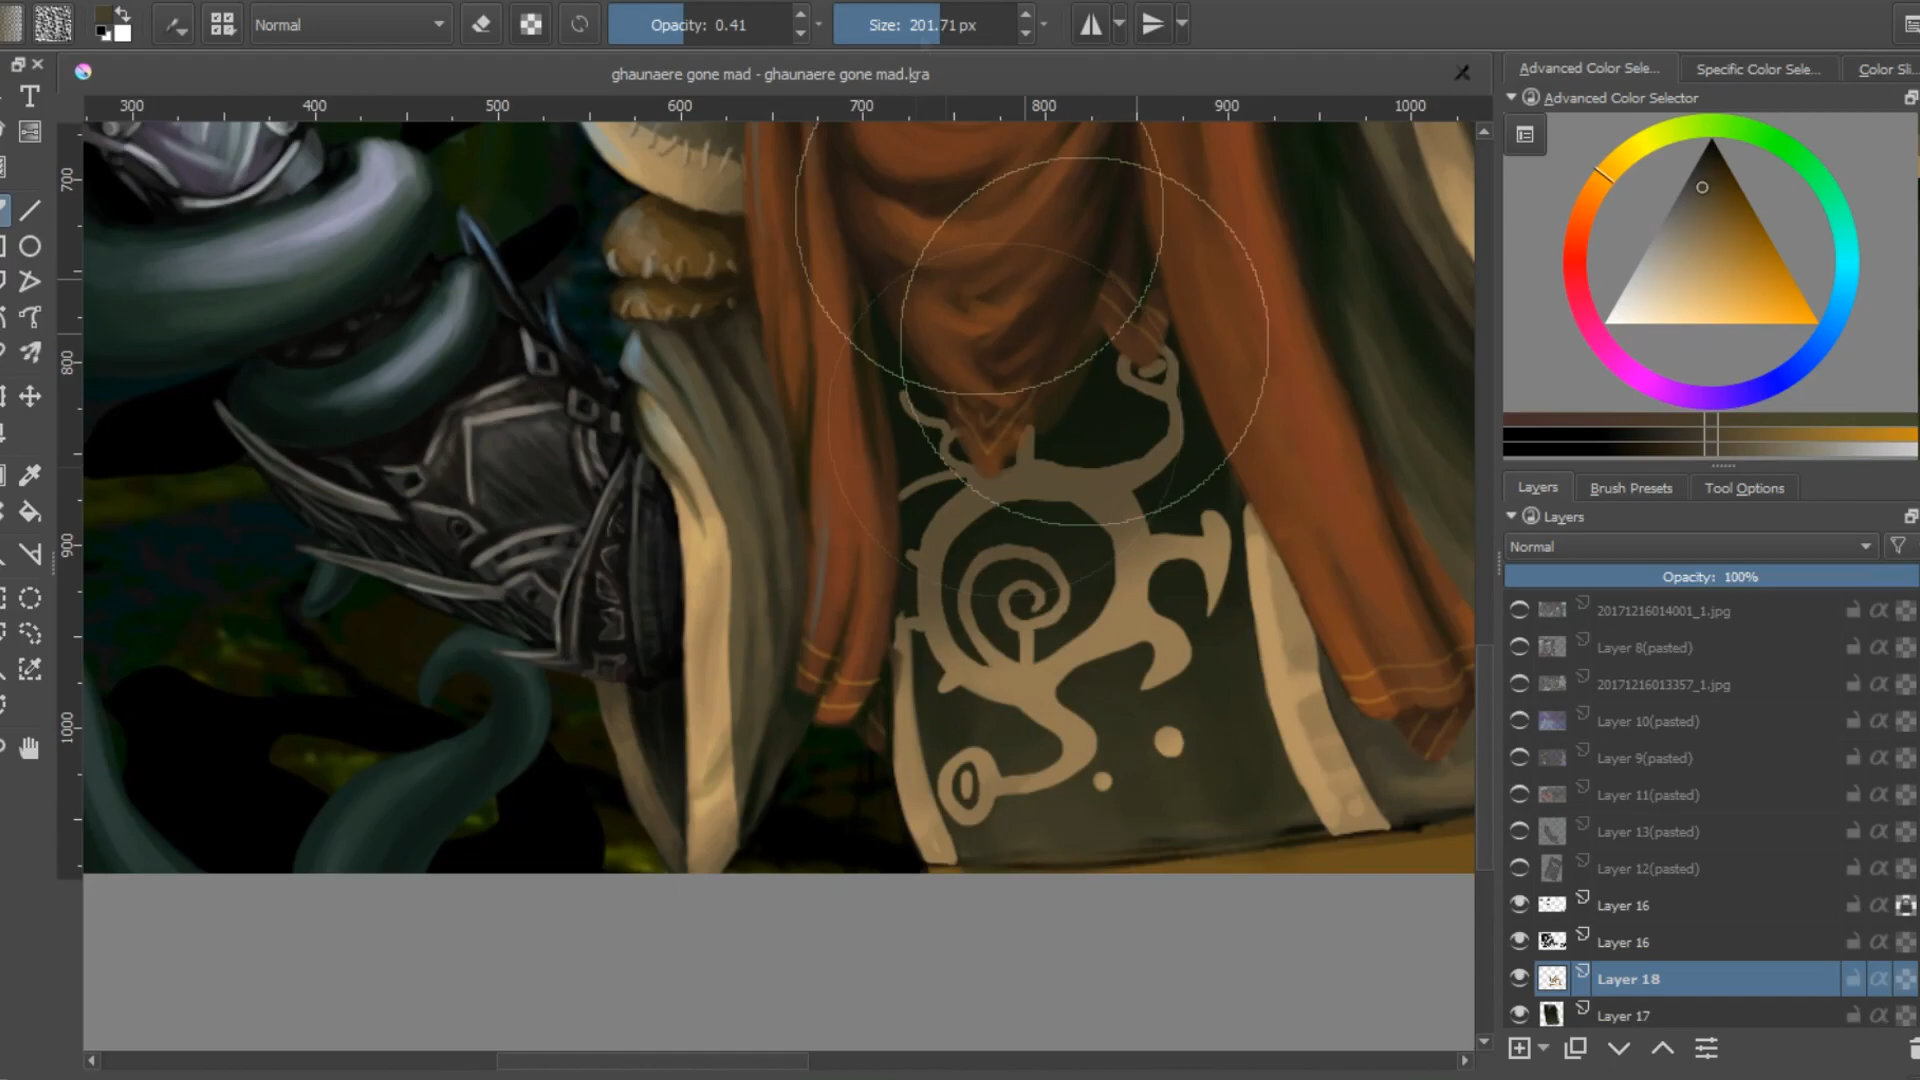 Normal
Opacity: 0.41
Size: 201.71 px
ghaunaere gone mad - ghaunaere gone mad.kra
300 400 500 600 700 800 900 1000
700
800
900
1000
Advanced Color Sele...
Specific Color Sele...
Color Sli...
Advanced Color Selector
Layers
Brush Presets
Tool Options
Layers
Normal
Opacity: 100%
20171216014001_1.jpg
Layer 8(pasted)
20171216013357_1.jpg
Layer 10(pasted)
Layer 9(pasted)
Layer 11(pasted)
Layer 13(pasted)
Layer 12(pasted)
Layer 16
Layer 16
Layer 18
Layer 17